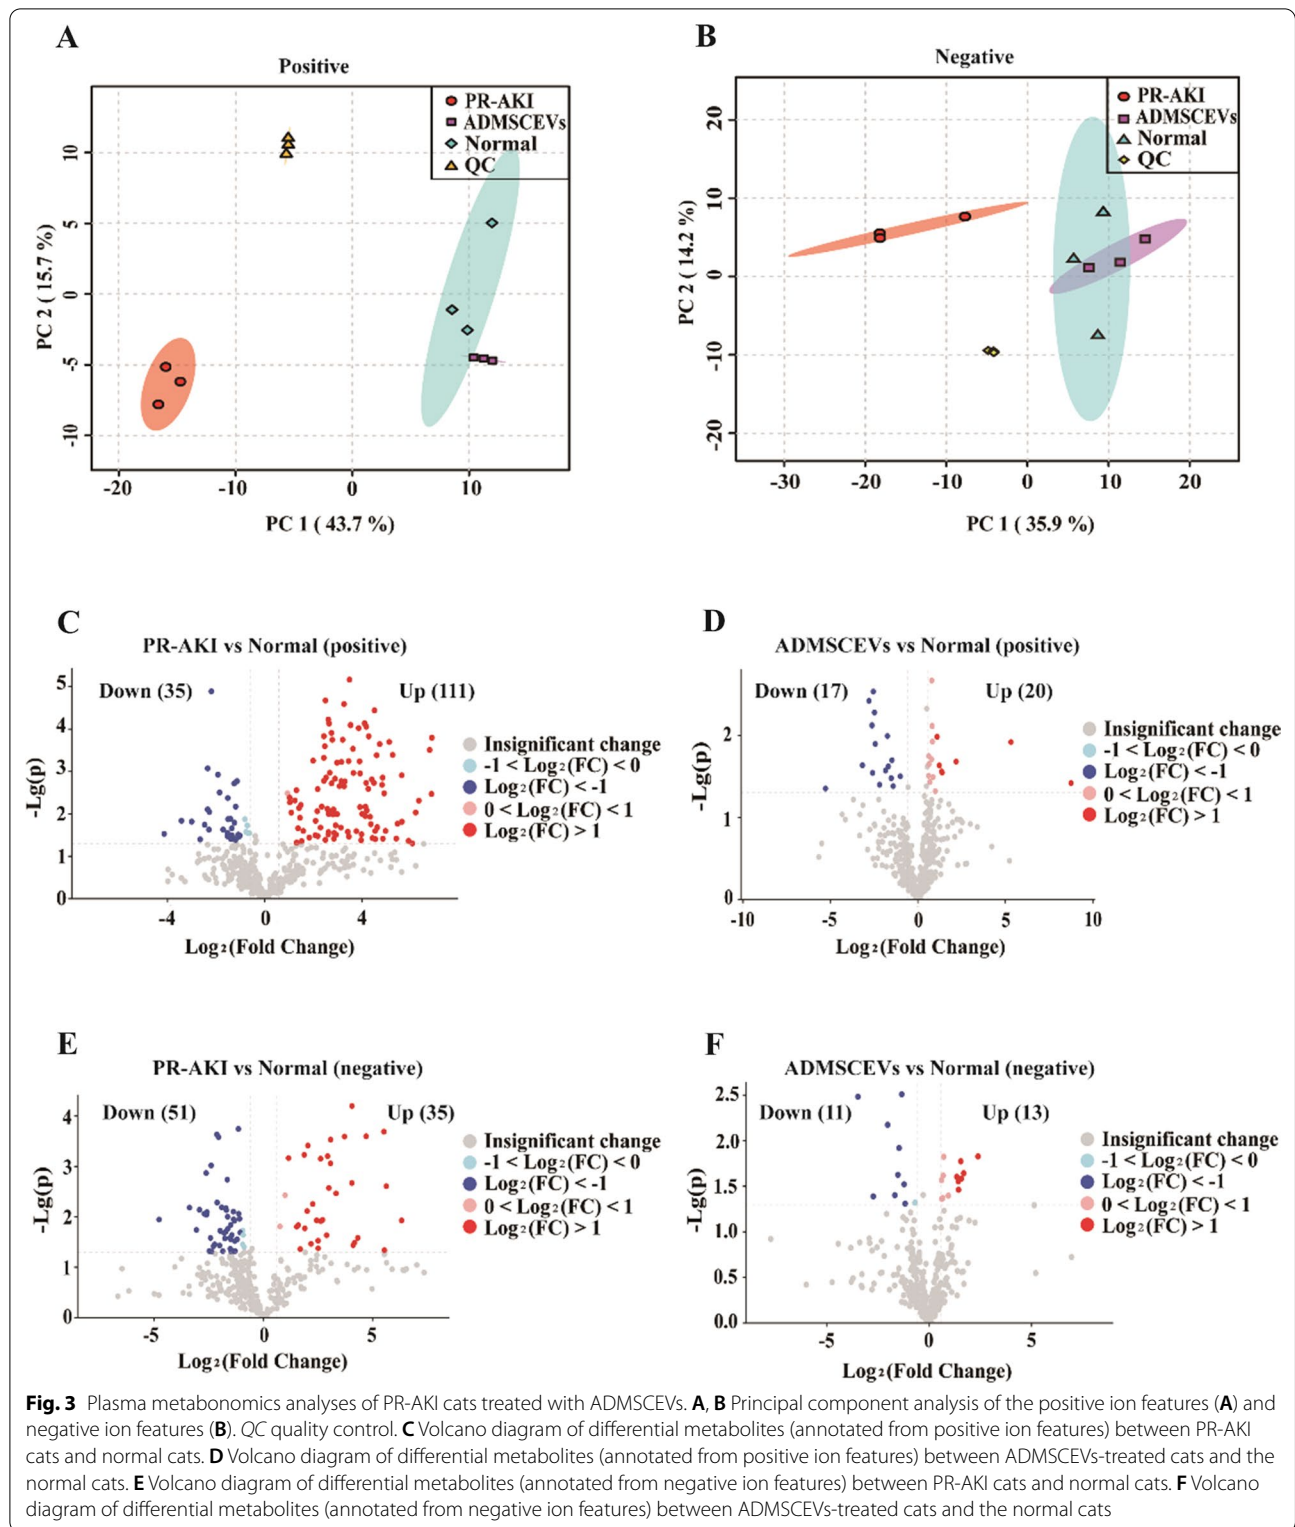 A
Positive
PR-AKI
ADMSCEVs
Normal
QC
10
5
0
-5
-10
PC 2 ( 15.7 %)
-20
-10
0
10
PC 1 ( 43.7 %)
B
Negative
PR-AKI
ADMSCEVs
Normal
QC
20
10
0
-10
-20
PC 2 ( 14.2 %)
-30
-20
-10
0
10
20
PC 1 ( 35.9 %)
C
PR-AKI vs Normal (positive)
Down (35)
Up (111)
5
4
3
2
1
0
-Lg(p)
-4
0
4
Log₂(Fold Change)
Insignificant change
-1 < Log₂(FC) < 0
Log₂(FC) < -1
0 < Log₂(FC) < 1
Log₂(FC) > 1
D
ADMSCEVs vs Normal (positive)
Down (17)
Up (20)
2
1
0
-Lg(p)
-10
-5
0
5
10
Log₂(Fold Change)
Insignificant change
-1 < Log₂(FC) < 0
Log₂(FC) < -1
0 < Log₂(FC) < 1
Log₂(FC) > 1
E
PR-AKI vs Normal (negative)
Down (51)
Up (35)
4
3
2
1
0
-Lg(p)
-5
0
5
Log₂(Fold Change)
Insignificant change
-1 < Log₂(FC) < 0
Log₂(FC) < -1
0 < Log₂(FC) < 1
Log₂(FC) > 1
F
ADMSCEVs vs Normal (negative)
Down (11)
Up (13)
2.5
2.0
1.5
1.0
0.5
0.0
-Lg(p)
-5
0
5
Log₂(Fold Change)
Insignificant change
-1 < Log₂(FC) < 0
Log₂(FC) < -1
0 < Log₂(FC) < 1
Log₂(FC) > 1
Fig. 3 Plasma metabonomics analyses of PR-AKI cats treated with ADMSCEVs. A, B Principal component analysis of the positive ion features (A) and
negative ion features (B). QC quality control. C Volcano diagram of differential metabolites (annotated from positive ion features) between PR-AKI
cats and normal cats. D Volcano diagram of differential metabolites (annotated from positive ion features) between ADMSCEVs-treated cats and the
normal cats. E Volcano diagram of differential metabolites (annotated from negative ion features) between PR-AKI cats and normal cats. F Volcano
diagram of differential metabolites (annotated from negative ion features) between ADMSCEVs-treated cats and the normal cats